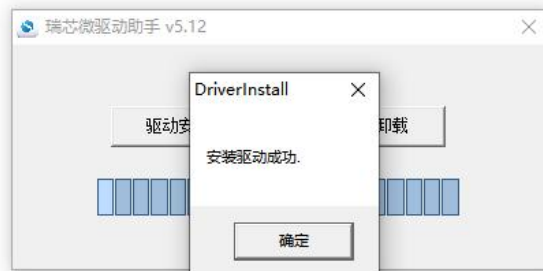 瑞芯微驱动助手 v5.12
DriverInstall
驱动安
卸载
安装驱动成功.
确定